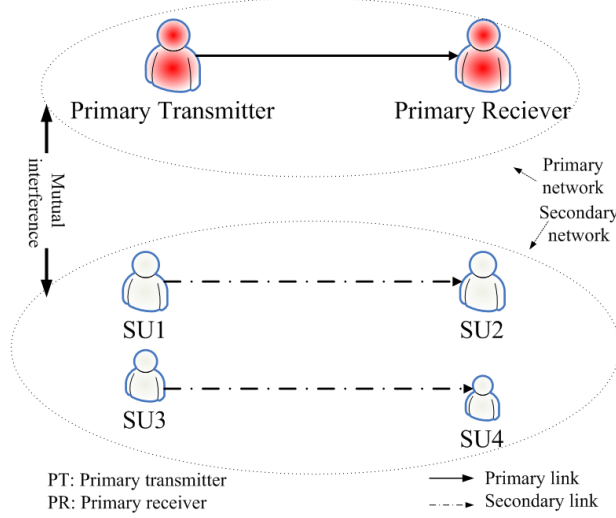 Primary Transmitter
Primary Reciever
Mutual
interference
Primary
network
Secondary
network
SU1
SU2
SU3
SU4
PT: Primary transmitter
PR: Primary receiver
Primary link
Secondary link